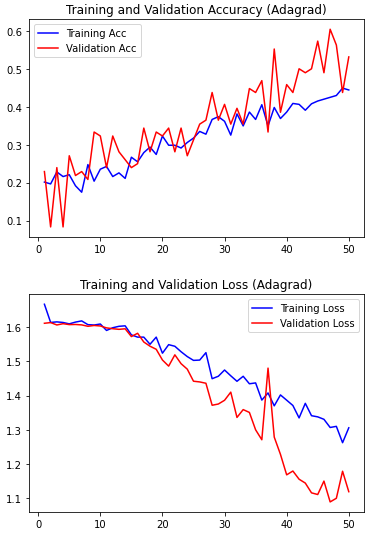 Training and Validation Accuracy (Adagrad)
Training Acc
Validation Acc
0.6
0.5
0.4
0.3
0.2
0.1
0 10 20 30 40 50
Training and Validation Loss (Adagrad)
Training Loss
Validation Loss
1.6
1.5
1.4
1.3
1.2
1.1
0 10 20 30 40 50